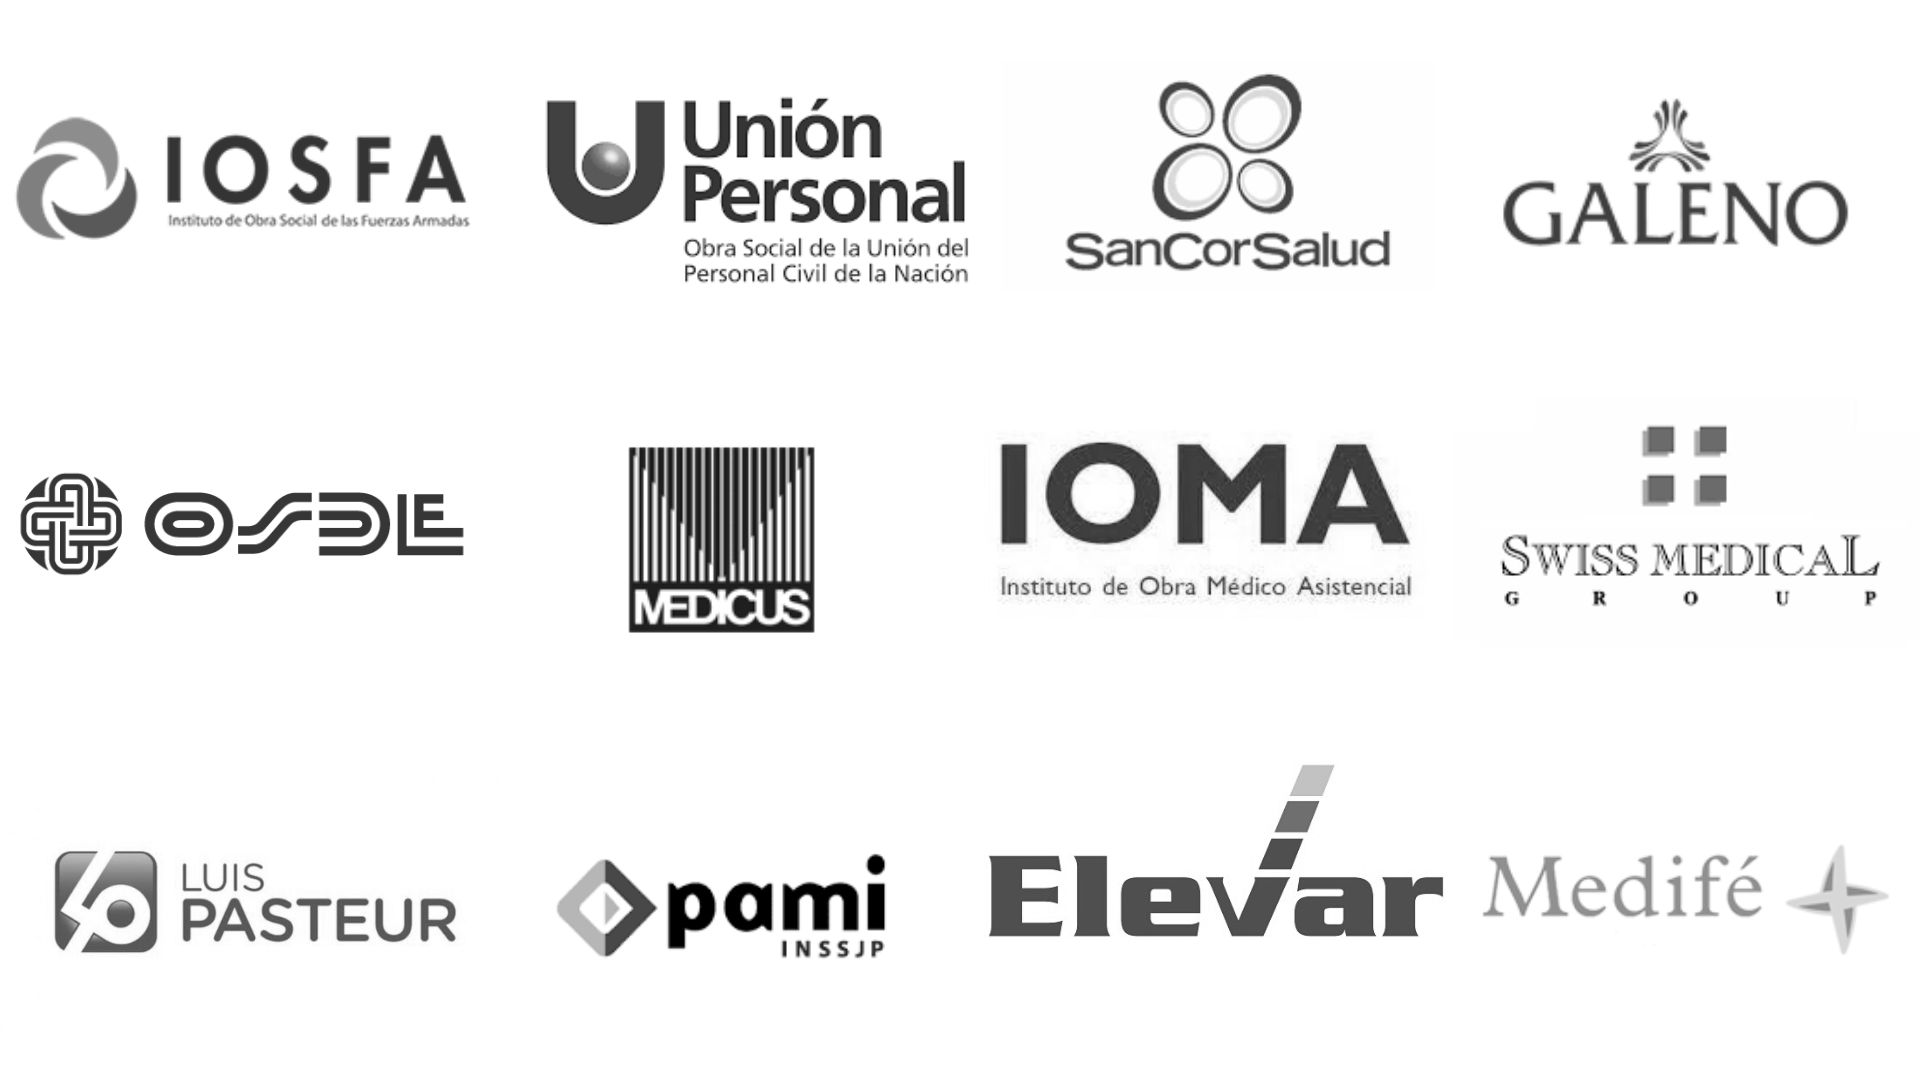 IOSFA
Instituto de Obra Social de las Fuerzas Armadas
Unión
Personal
Obra Social de la Unión del
Personal Civil de la Nación
SanCorSalud
GALENO
OSDE
MEDICUS
IOMA
Instituto de Obra Médico Asistencial
SWISS MEDICAL
GROUP
LUIS
PASTEUR
pami
INSSJP
Elevar
Medifé